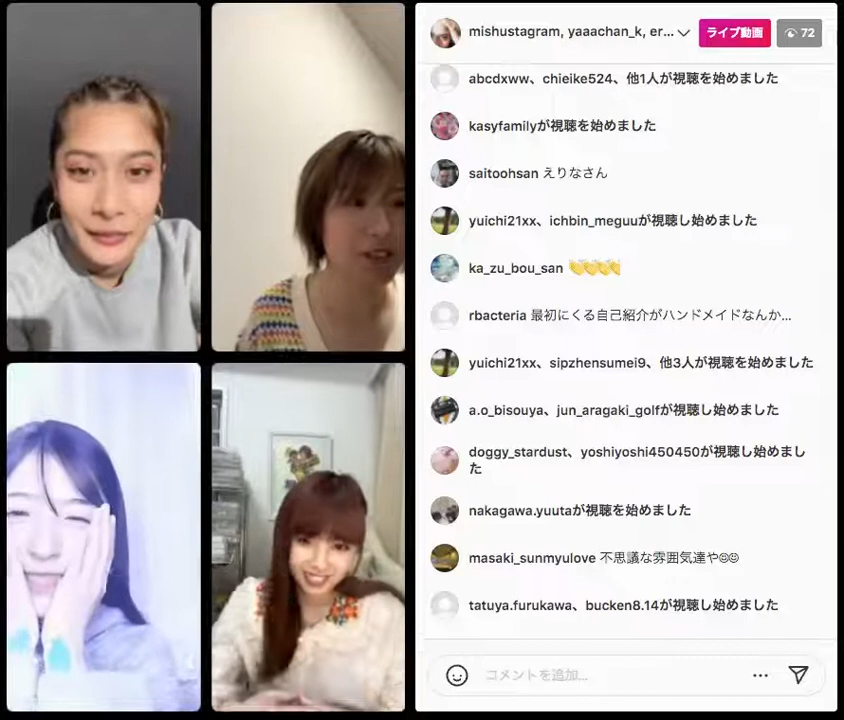 mishustagram, yaaachan_k, er...
ライブ動画
72
abcdxww、chieike524、他1人が視聴を始めました
kasyfamilyが視聴を始めました
saitoohsan えりなさん
yuichi21xx、ichbin_meguuが視聴し始めました
ka_zu_bou_san 👏👏👏👏
rbacteria 最初にくる自己紹介がハンドメイドなんか...
yuichi21xx、sipzhensumei9、他3人が視聴を始めました
a.o_bisouya、jun_aragaki_golfが視聴し始めました
doggy_stardust、yoshiyoshi450450が視聴し始めまし
た
nakagawa.yuutaが視聴を始めました
masaki_sunmyulove 不思議な雰囲気達や
tatuya.furukawa、bucken8.14が視聴し始めました
コメントを追加...